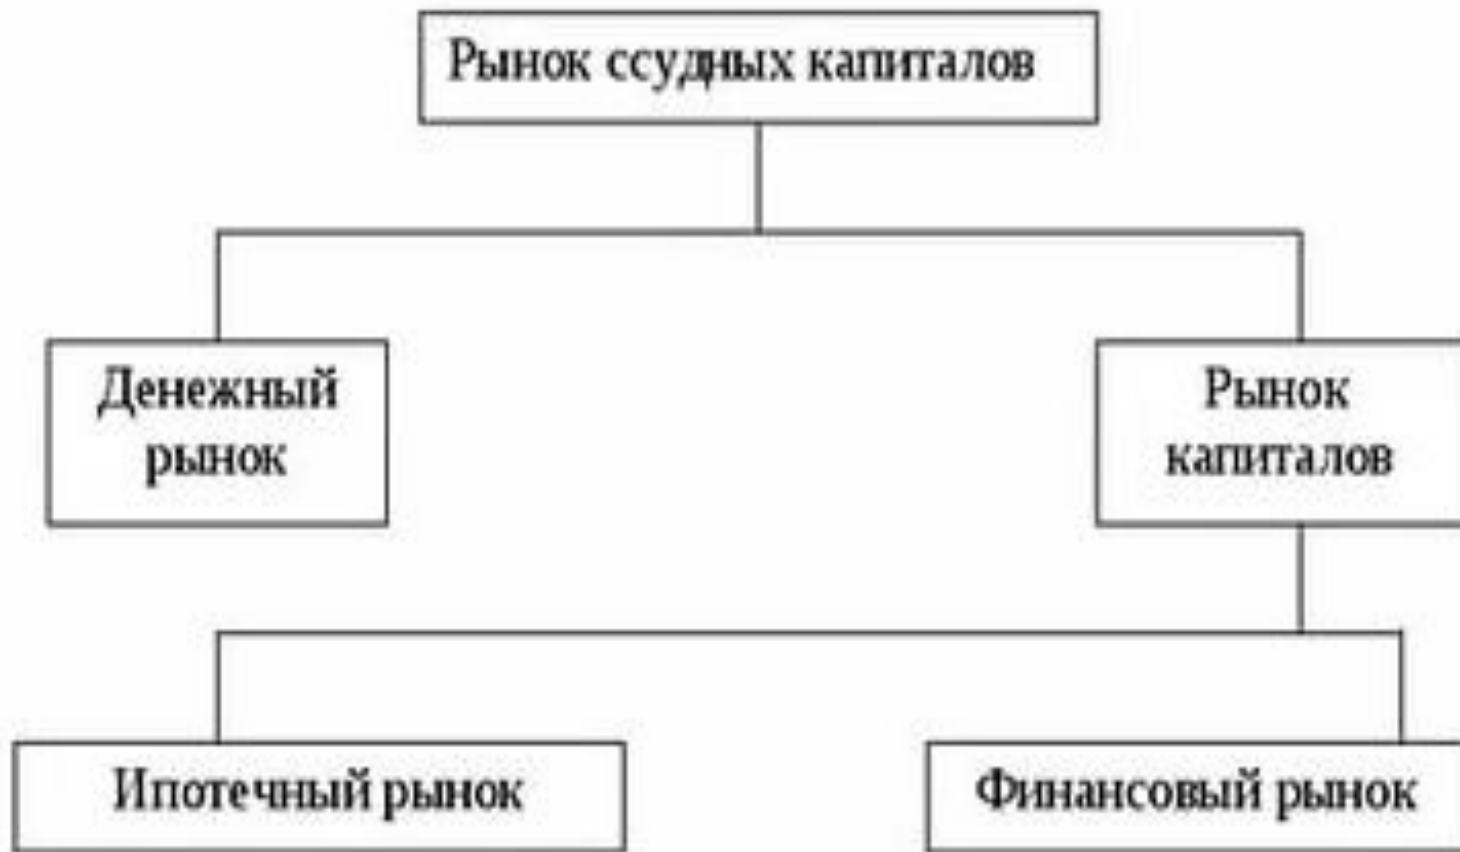 Рынок ссудных капиталов
Денежный
рынок
Рынок
капиталов
Ипотечный рынок
Финансовый рынок